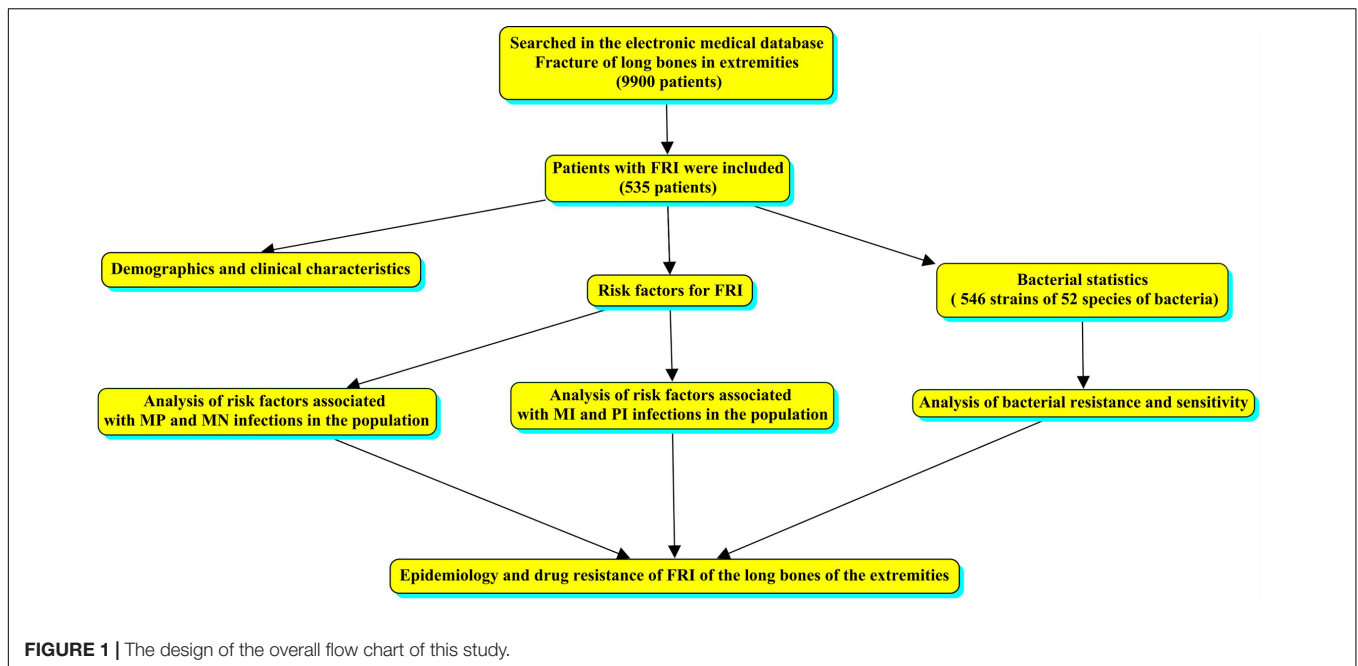 Searched in the electronic medical database
Fracture of long bones in extremities
(9900 patients)
Patients with FRI were included
(535 patients)
Demographics and clinical characteristics
Risk factors for FRI
Bacterial statistics
( 546 strains of 52 species of bacteria)
Analysis of risk factors associated
with MP and MN infections in the population
Analysis of risk factors associated
with MI and PI infections in the population
Analysis of bacterial resistance and sensitivity
Epidemiology and drug resistance of FRI of the long bones of the extremities
FIGURE 1 | The design of the overall flow chart of this study.